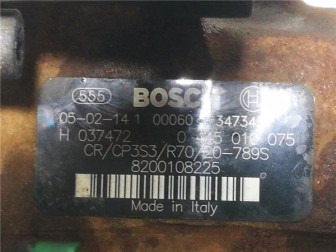 555 BOSCH
05-02-14 1 00060
H 037472 0 445 010 075
CR/CP3S3/R70/20-789S
8200108225
Made in Italy